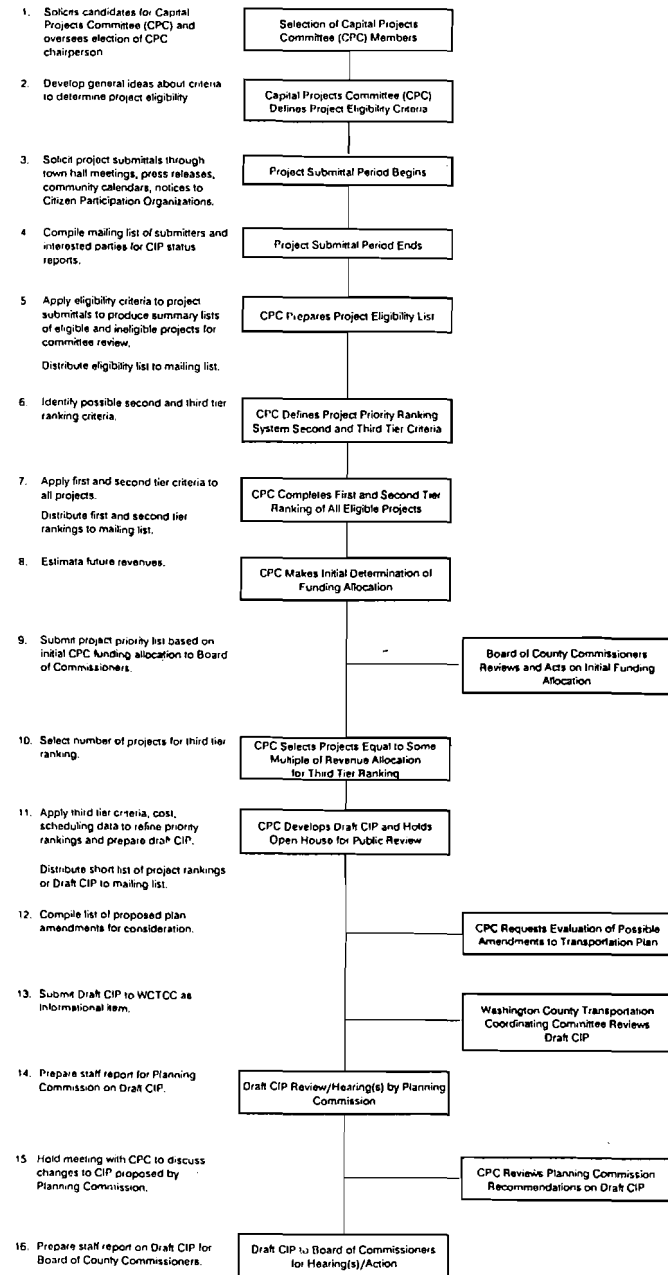 1. Solicits candidates for Capital
Projects Committee (CPC) and
oversees election of CPC
chairperson
Selection of Capital Projects
Committee (CPC) Members
2. Develop general ideas about criteria
to determine project eligibility
Capital Projects Committee (CPC)
Defines Project Eligibility Criteria
3. Solicit project submittals through
town hall meetings, press releases,
community calendars, notices to
Citizen Participation Organizations.
Project Submittal Period Begins
4 Compile mailing list of submitters and
interested parties for CIP status
reports.
Project Submittal Period Ends
5 Apply eligibility criteria to project
submittals to produce summary lists
of eligible and ineligible projects for
committee review.
Distribute eligibility list to mailing list.
CPC Prepares Project Eligibility List
6. Identify possible second and third tier
ranking criteria.
CPC Defines Project Priority Ranking
System Second and Third Tier Criteria
7. Apply first and second tier criteria to
all projects.
Distribute first and second tier
rankings to mailing list.
CPC Completes First and Second Tier
Ranking of All Eligible Projects
8. Estimata future revenues.
CPC Makes Initial Determination of
Funding Allocation
9. Submit project priority list based on
initial CPC funding allocation to Board
of Commissioners.
Board of County Commissioners
Reviews and Acts on Initial Funding
Allocation
10. Select number of projects for third tier
ranking.
CPC Selects Projects Equal to Some
Multiple of Revenue Allocation
for Third Tier Ranking
11. Apply third tier criteria, cost,
scheduling data to refine priority
rankings and prepare draft CIP.
Distribute short list of project rankings
or Draft CIP to mailing list.
CPC Develops Draft CIP and Holds
Open House for Public Review
12. Compile list of proposed plan
amendments for consideration.
CPC Requests Evaluation of Possible
Amendments to Transportation Plan
13. Submit Draft CIP to WCTCC as
Informational item.
Washington County Transportation
Coordinating Committee Reviews
Draft CIP
14. Prepare staff report for Planning
Commission on Draft CIP.
Draft CIP Review/Hearing(s) by Planning
Commission
15 Hold meeting with CPC to discuss
changes to CIP proposed by
Planning Commission.
CPC Reviews Planning Commission
Recommendations on Draft CIP
16. Prepare staff report on Draft CIP for
Board of County Commissioners.
Draft CIP to Board of Commissioners
for Hearing(s)/Action